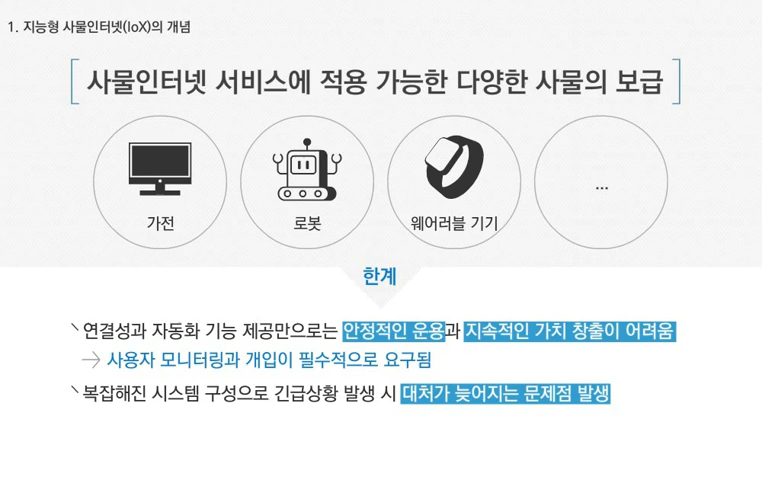 1. 지능형 사물인터넷(IoX)의 개념
사물인터넷 서비스에 적용 가능한 다양한 사물의 보급
가전
로봇
웨어러블 기기
...
한계
연결성과 자동화 기능 제공만으로는 안정적인 운용과 지속적인 가치 창출이 어려움
→ 사용자 모니터링과 개입이 필수적으로 요구됨
복잡해진 시스템 구성으로 긴급상황 발생 시 대처가 늦어지는 문제점 발생